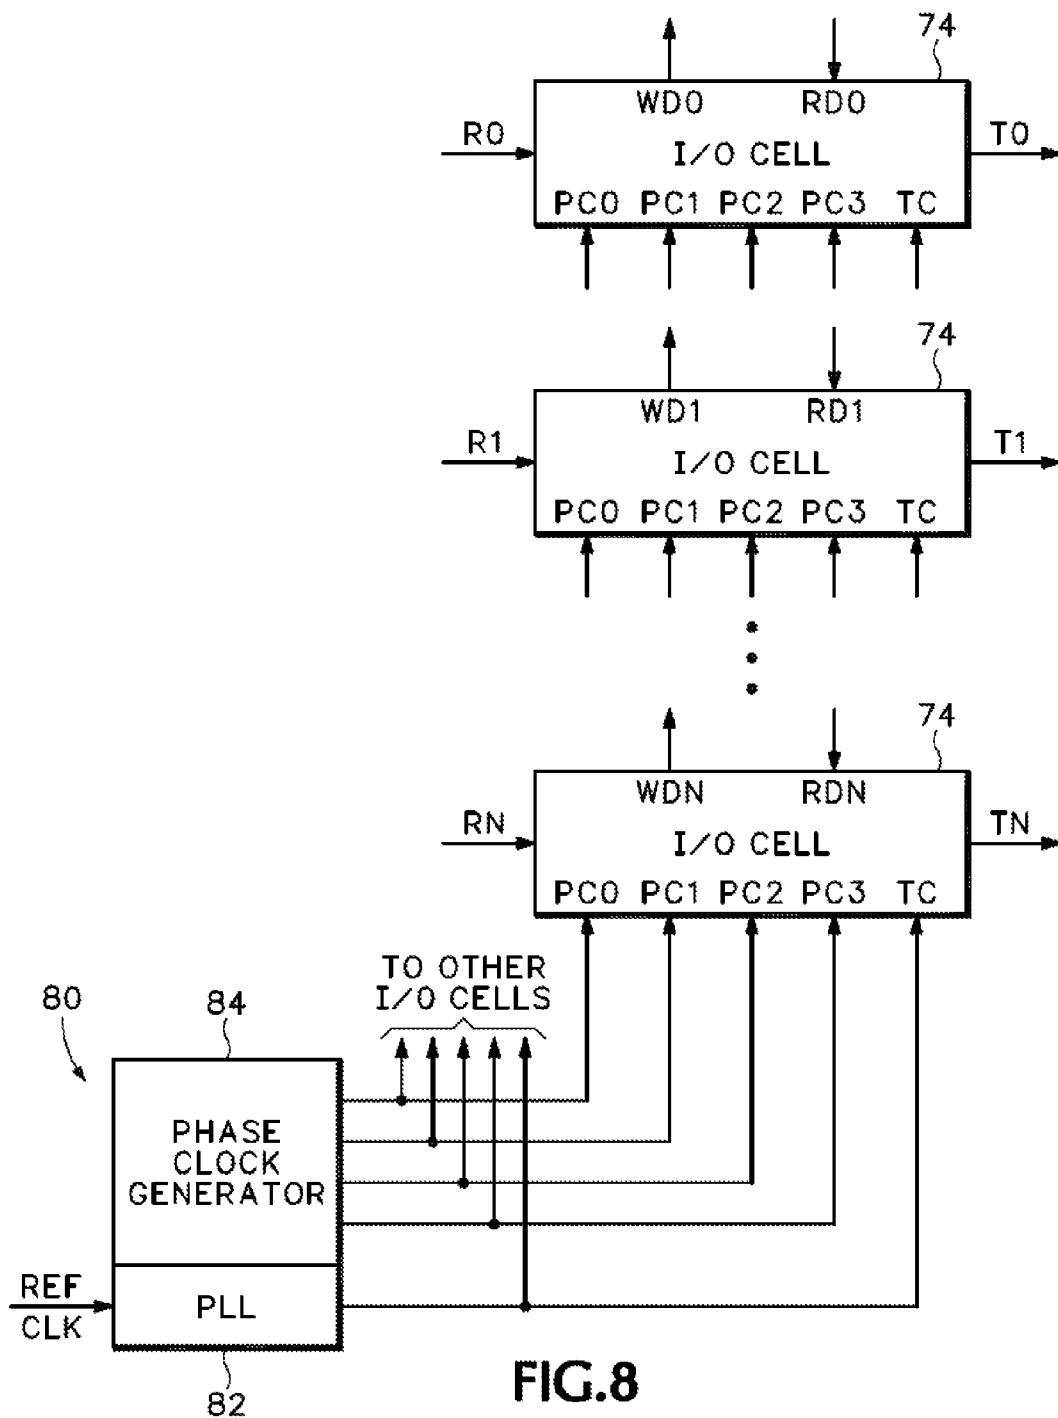 74
WD0 RD0
R0 I/O CELL T0
PC0 PC1 PC2 PC3 TC
74
WD1 RD1
R1 I/O CELL T1
PC0 PC1 PC2 PC3 TC
74
WDN RDN
RN I/O CELL TN
PC0 PC1 PC2 PC3 TC
TO OTHER
I/O CELLS
80
84
PHASE
CLOCK
GENERATOR
REF
CLK
PLL
82
FIG.8